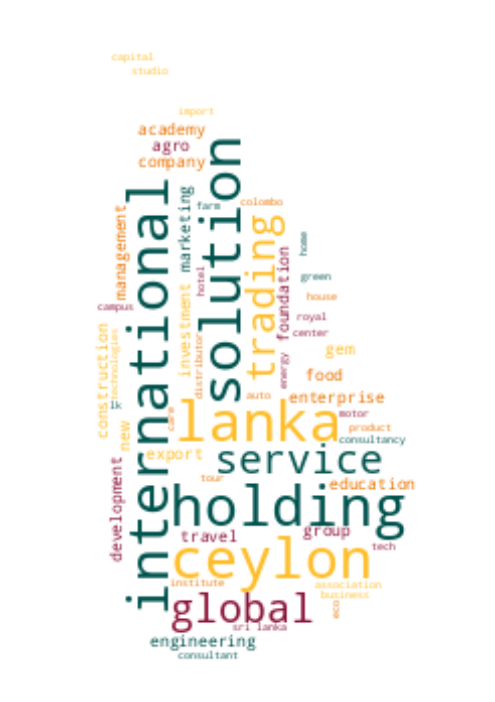 capital
studio
import
academy
agro
company
solution
international
management
marketing
farm
colombo
trading
home
foundation
hotel
green
campus
investment
house
royal
center
construction
technologies
distributor
gem
energy
food
auto
enterprise
lk
care
lanka
motor
new
product
consultancy
export
service
development
tour
education
holding
group
travel
tech
ceylon
institute
association
business
global
eco
sri lanka
engineering
consultant